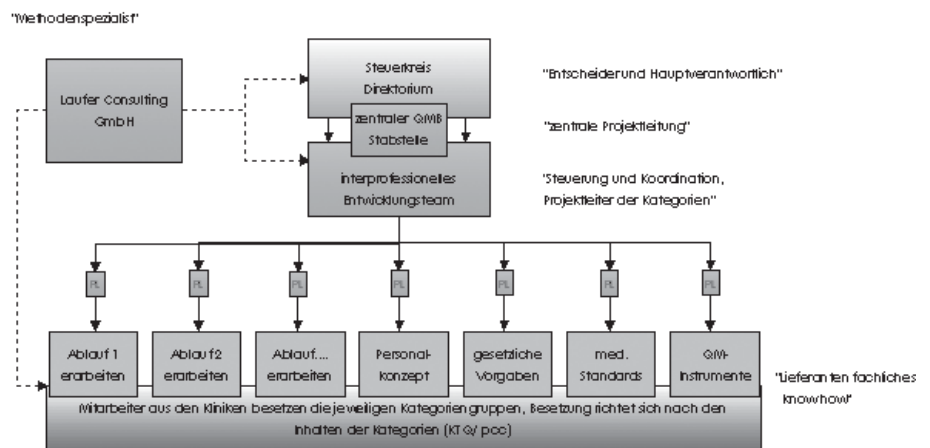 "Methodenspezialist"
Laufer Consulting
GmbH
Steuerkreis
Direktorium
"Entscheider und Hauptverantwortlich"
zentraler QMB
Stabstelle
"zentrale Projektleitung"
interprofessionelles
Entwicklungsteam
"Steuerung und Koordination,
Projektleiter der Kategorien"
PL PL PL PL PL PL PL
Ablauf 1
erarbeiten
Ablauf 2
erarbeiten
Ablauf....
erarbeiten
Personal-
Konzept
gesetzliche
Vorgaben
med.
Standards
QM-
Instrumente
"Lieferanten fachliches
knowhow"
Mitarbeiter aus den Kliniken besetzen die jeweiligen Kategoriengruppen, Besetzung richtet sich nach den
Inhalten der Kategorien (KTQ/ pcc)